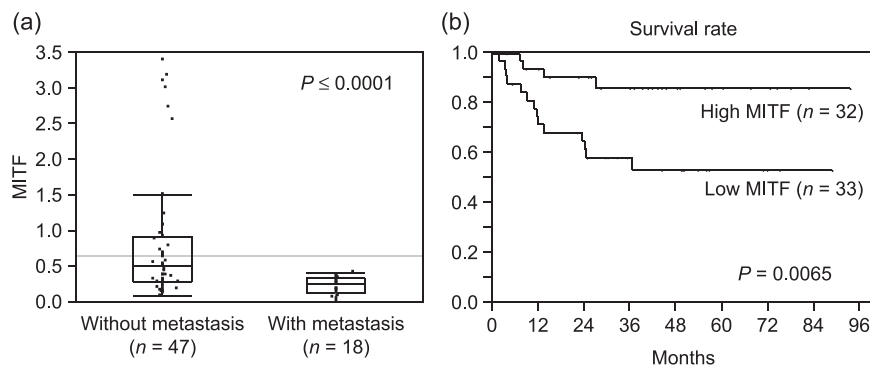 (a)
3.5
3.0
2.5
2.0
1.5
1.0
0.5
0.0
MITF
P ≤ 0.0001
Without metastasis
(n = 47)
With metastasis
(n = 18)
(b)
Survival rate
1.0
0.8
0.6
0.4
0.2
0.0
High MITF (n = 32)
Low MITF (n = 33)
P = 0.0065
0 12 24 36 48 60 72 84 96
Months